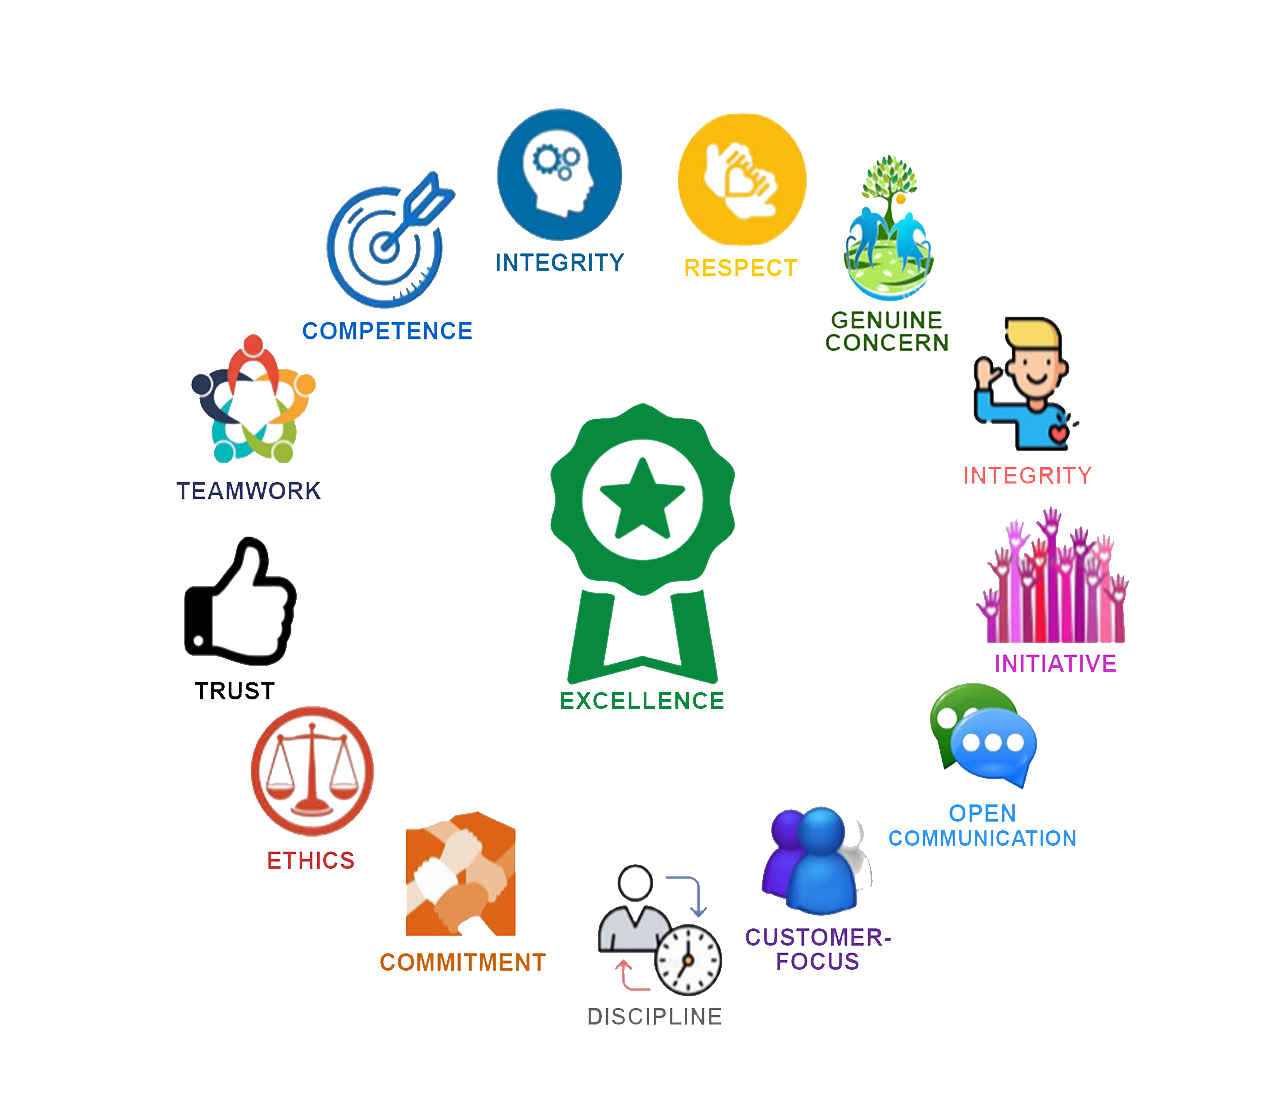 INTEGRITY
RESPECT
COMPETENCE
GENUINE
CONCERN
INTEGRITY
TEAMWORK
INITIATIVE
TRUST
EXCELLENCE
OPEN
COMMUNICATION
ETHICS
CUSTOMER-
FOCUS
COMMITMENT
DISCIPLINE